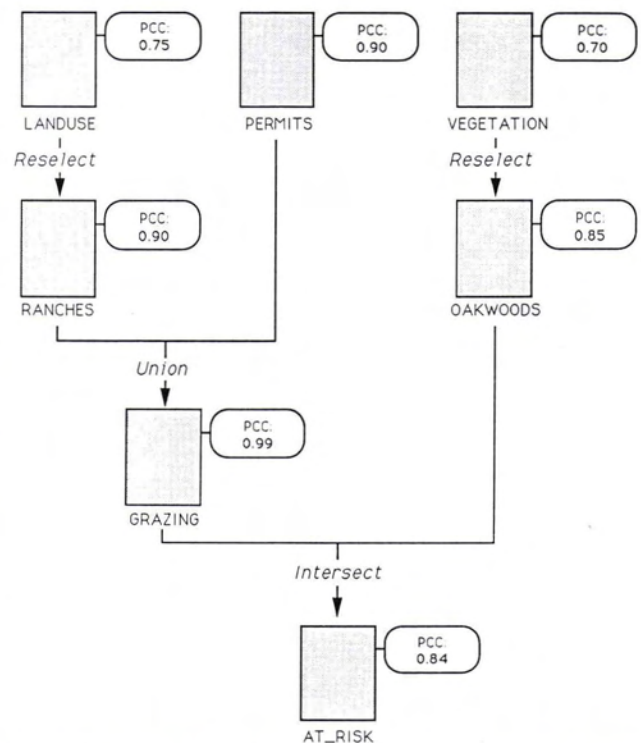 PCC:
0.75
PCC:
0.90
PCC:
0.70
LANDUSE
PERMITS
VEGETATION
Reselect
Reselect
PCC:
0.90
PCC:
0.85
RANCHES
OAKWOODS
Union
PCC:
0.99
GRAZING
Intersect
PCC:
0.84
AT_RISK